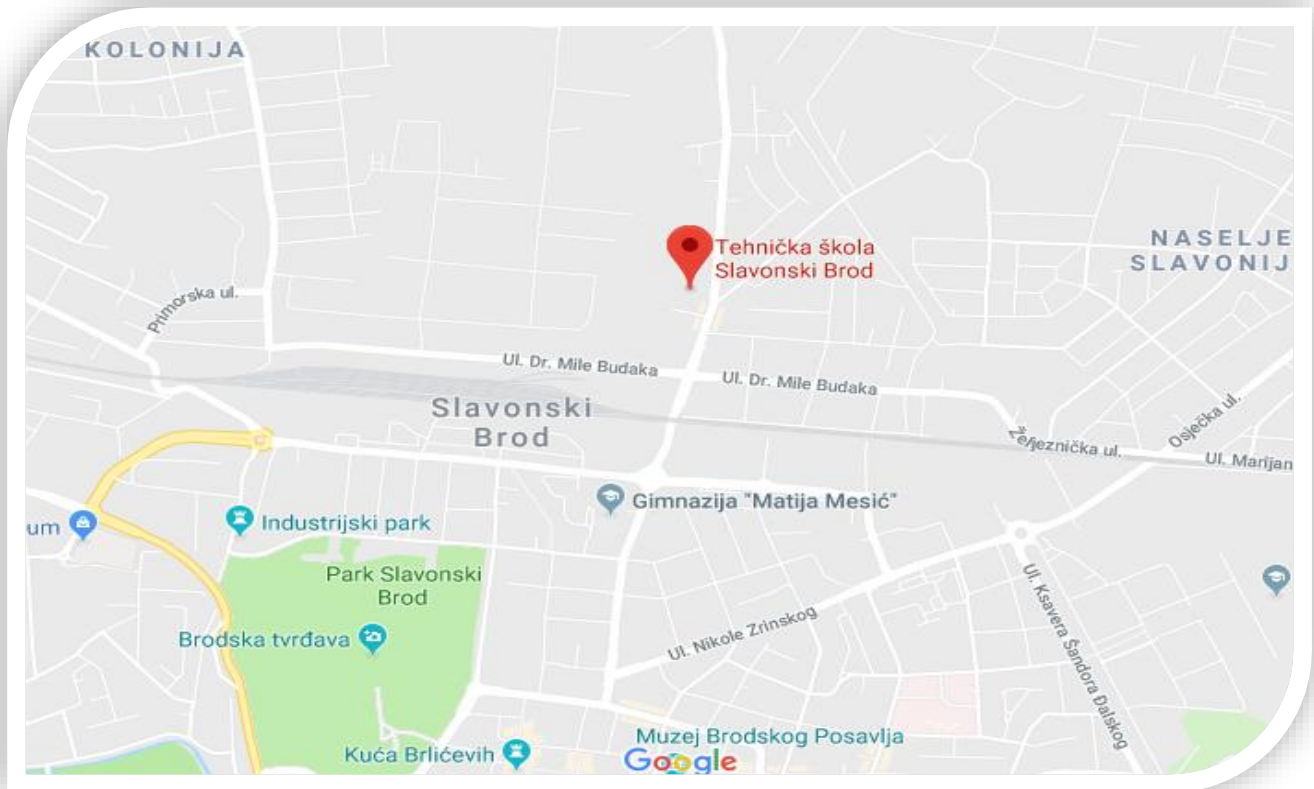 KOLONIJA
Tehnička škola
Slavonski Brod
NASELJE
SLAVONIJ
Primorska ul.
Ul. Dr. Mile Budaka
Ul. Dr. Mile Budaka
Slavonski
Brod
Željeznička ul.
Osječka ul.
Ul. Marijan
Gimnazija "Matija Mesić"
um
Industrijski park
Park Slavonski
Brod
Brodska tvrđava
Ul. Nikole Zrinskog
Ul. Ksavera Šandora Đalskog
Muzej Brodskog Posavlja
Kuća Brlićevih
Google